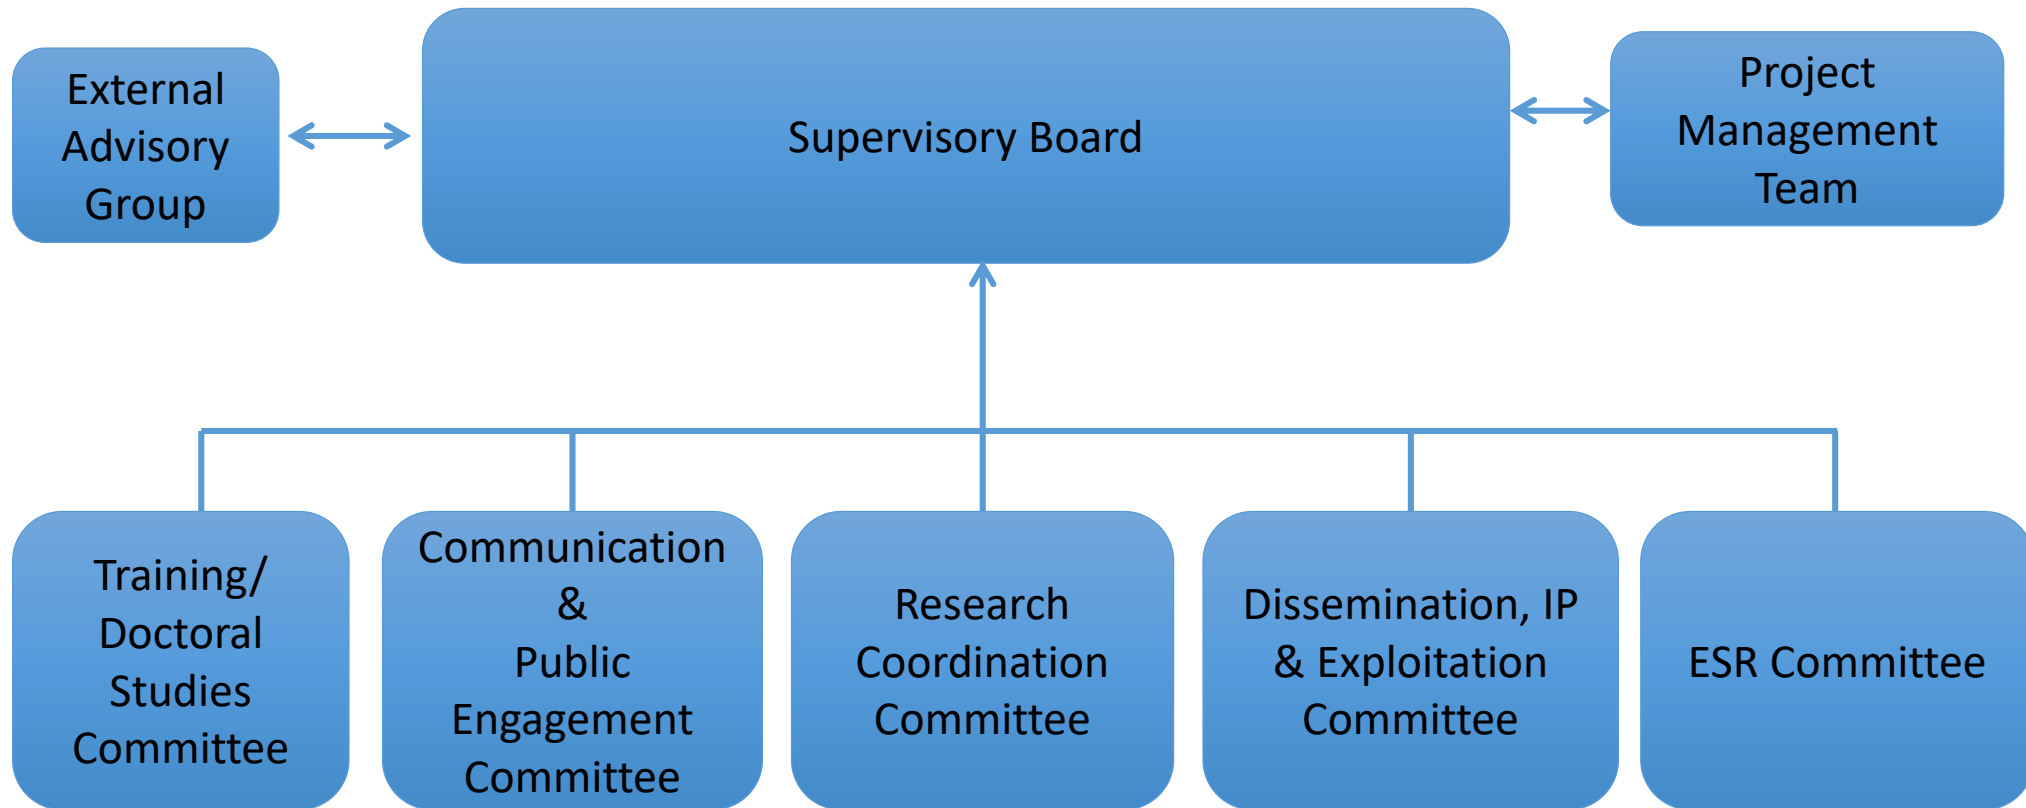 External
Advisory
Group
Supervisory Board
Project
Management
Team
Training/
Doctoral
Studies
Committee
Communication
&
Public
Engagement
Committee
Research
Coordination
Committee
Dissemination, IP
& Exploitation
Committee
ESR Committee